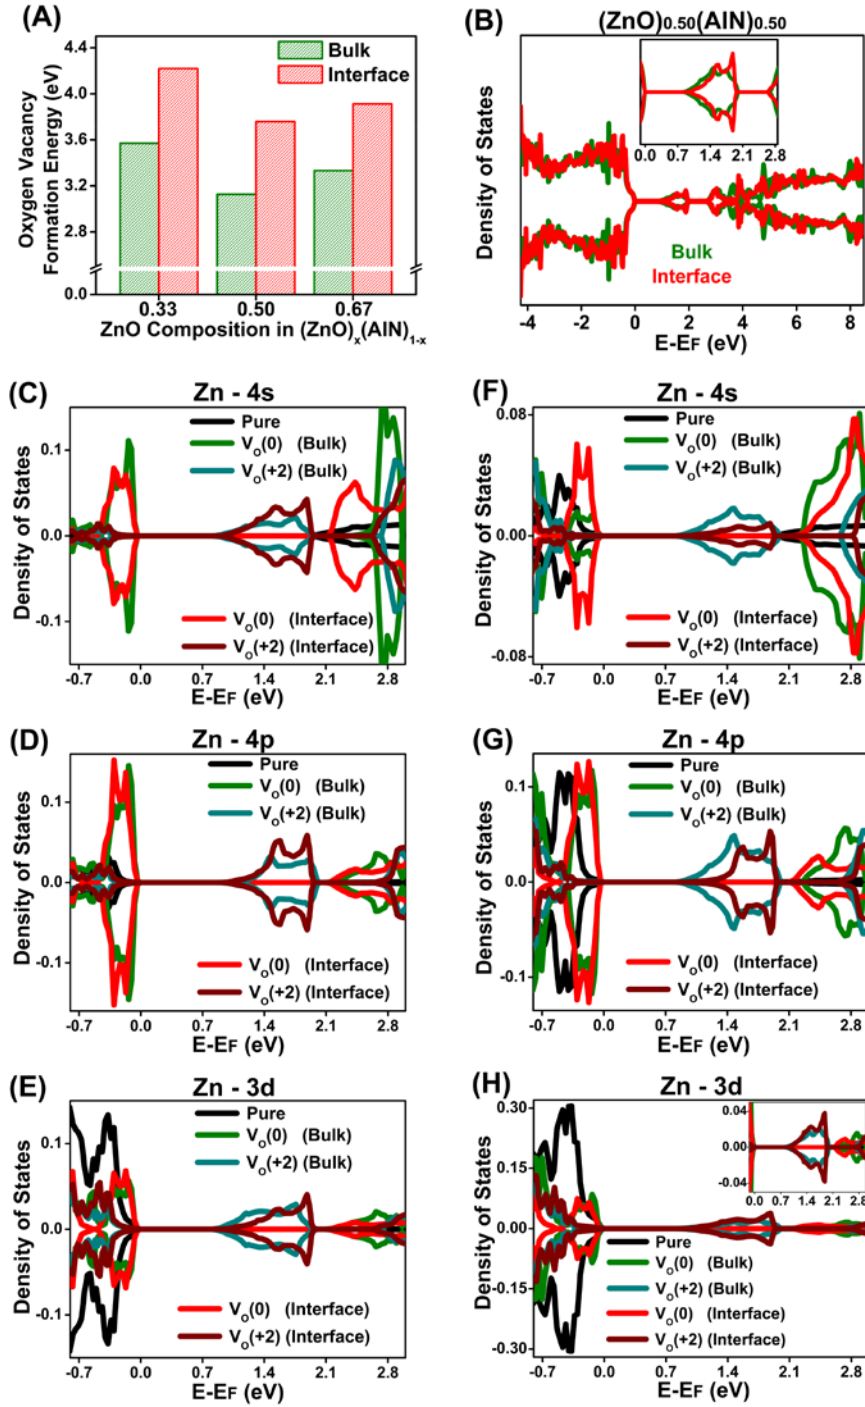 (A)
4.4
4.0
3.6
3.2
2.8
0.0
Oxygen Vacancy
Formation Energy (eV)
Bulk
Interface
0.33 0.50 0.67
ZnO Composition in (ZnO)x(AlN)1-x
(B)
(ZnO)0.50(AlN)0.50
Density of States
0.0 0.7 1.4 2.1 2.8
Bulk
Interface
-4 -2 0 2 4 6 8
E-EF (eV)
(C)
Zn - 4s
0.1
0.0
-0.1
Density of States
Pure
Vo(0) (Bulk)
Vo(+2) (Bulk)
Vo(0) (Interface)
Vo(+2) (Interface)
-0.7 0.0 0.7 1.4 2.1 2.8
E-EF (eV)
(F)
Zn - 4s
0.08
0.00
-0.08
Density of States
Pure
Vo(0) (Bulk)
Vo(+2) (Bulk)
Vo(0) (Interface)
Vo(+2) (Interface)
-0.7 0.0 0.7 1.4 2.1 2.8
E-EF (eV)
(D)
Zn - 4p
0.1
0.0
-0.1
Density of States
Pure
Vo(0) (Bulk)
Vo(+2) (Bulk)
Vo(0) (Interface)
Vo(+2) (Interface)
-0.7 0.0 0.7 1.4 2.1 2.8
E-EF (eV)
(G)
Zn - 4p
0.1
0.0
-0.1
Density of States
Pure
Vo(0) (Bulk)
Vo(+2) (Bulk)
Vo(0) (Interface)
Vo(+2) (Interface)
-0.7 0.0 0.7 1.4 2.1 2.8
E-EF (eV)
(E)
Zn - 3d
0.1
0.0
-0.1
Density of States
Pure
Vo(0) (Bulk)
Vo(+2) (Bulk)
Vo(0) (Interface)
Vo(+2) (Interface)
-0.7 0.0 0.7 1.4 2.1 2.8
E-EF (eV)
(H)
Zn - 3d
0.30
0.15
0.00
-0.15
-0.30
Density of States
0.04
0.00
-0.04
0.0 0.7 1.4 2.1 2.8
Pure
Vo(0) (Bulk)
Vo(+2) (Bulk)
Vo(0) (Interface)
Vo(+2) (Interface)
-0.7 0.0 0.7 1.4 2.1 2.8
E-EF (eV)